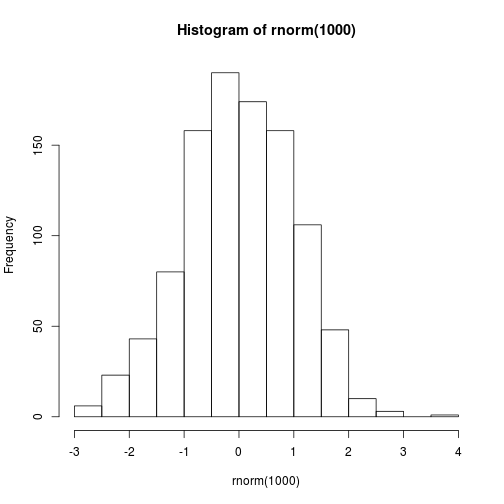 Histogram of rnorm(1000)
Frequency
150
100
50
0
-3 -2 -1 0 1 2 3 4
rnorm(1000)